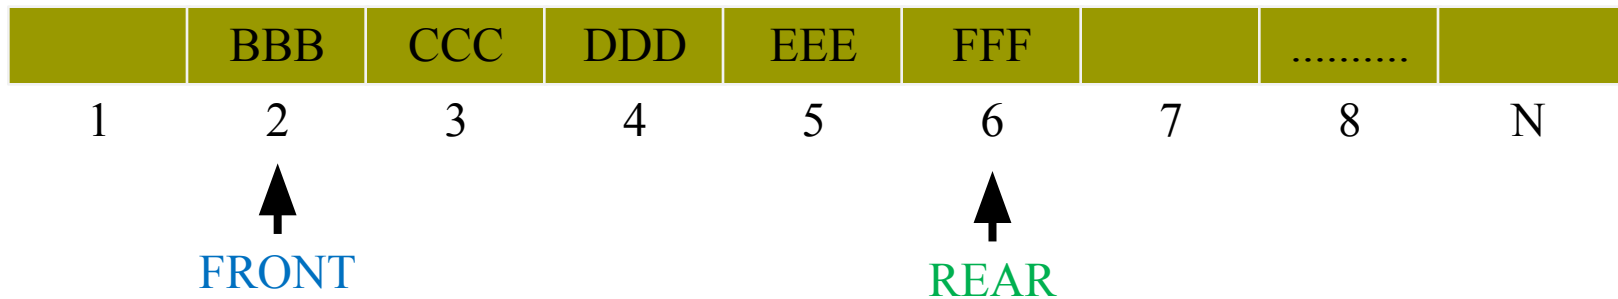 BBB CCC DDD EEE FFF ..........
1 2 3 4 5 6 7 8 N
FRONT REAR